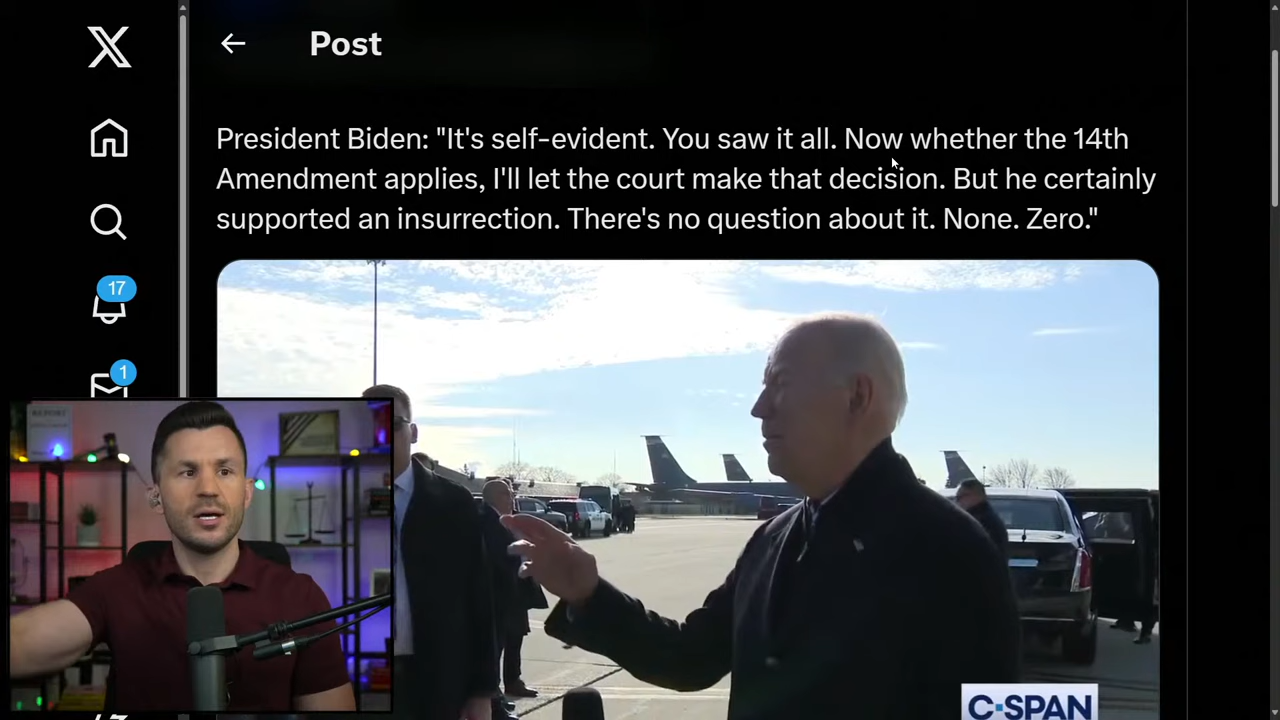 Post
President Biden: "It's self-evident. You saw it all. Now whether the 14th
Amendment applies, I'll let the court make that decision. But he certainly
supported an insurrection. There's no question about it. None. Zero."
17
1
C-SPAN